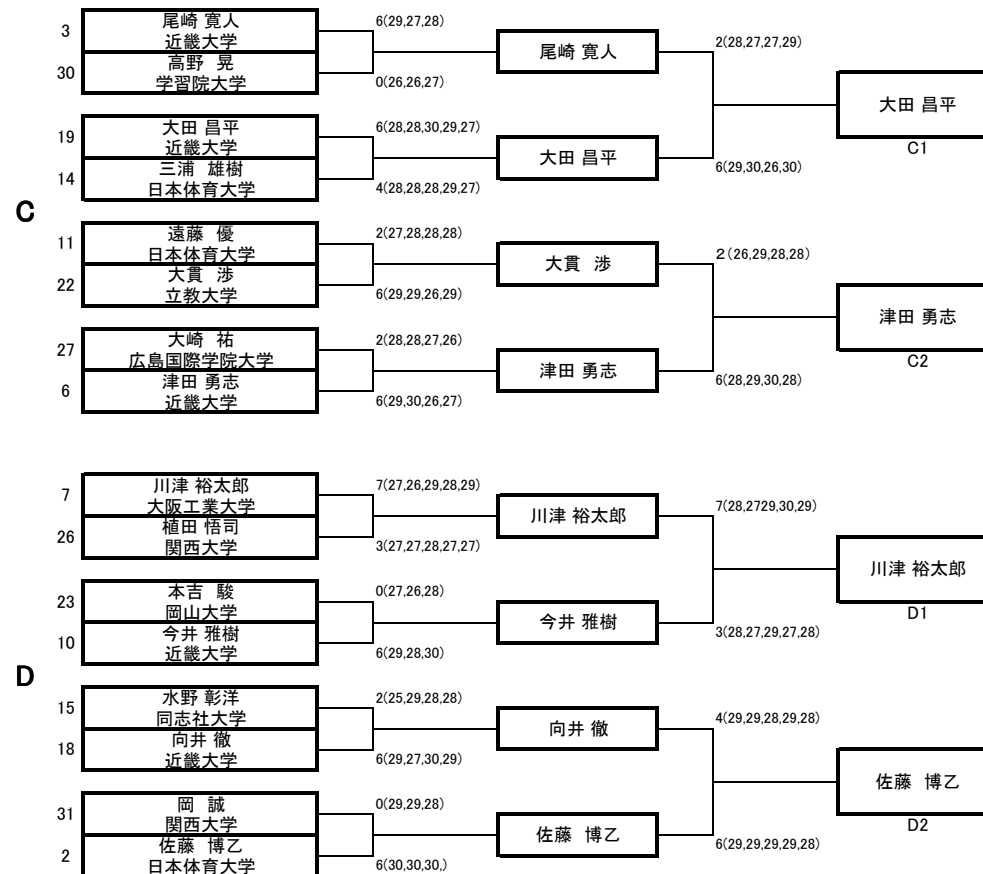 3
尾崎 寛人
近畿大学
6(29,27,28)
30
高野 晃
学習院大学
0(26,26,27)
尾崎 寛人
2(28,27,27,29)
19
大田 昌平
近畿大学
6(28,28,30,29,27)
14
三浦 雄樹
日本体育大学
4(28,28,28,29,27)
大田 昌平
6(29,30,26,30)
大田 昌平
C1
C
11
遠藤 優
日本体育大学
2(27,28,28,28)
22
大貫 渉
立教大学
6(29,29,26,29)
大貫 渉
2(26,29,28,28)
27
大崎 祐
広島国際学院大学
2(28,28,27,26)
6
津田 勇志
近畿大学
6(29,30,26,27)
津田 勇志
6(28,29,30,28)
津田 勇志
C2
7
川津 裕太郎
大阪工業大学
7(27,26,29,28,29)
26
植田 悟司
関西大学
3(27,27,28,27,27)
川津 裕太郎
7(28,2729,30,29)
23
本吉 駿
岡山大学
0(27,26,28)
10
今井 雅樹
近畿大学
6(29,28,30)
今井 雅樹
3(28,27,29,27,28)
川津 裕太郎
D1
D
15
水野 彰洋
同志社大学
2(25,29,28,28)
18
向井 徹
近畿大学
6(29,27,30,29)
向井 徹
4(29,29,28,29,28)
31
岡 誠
関西大学
0(29,29,28)
2
佐藤 博乙
日本体育大学
6(30,30,30,)
佐藤 博乙
6(29,29,29,29,28)
佐藤 博乙
D2